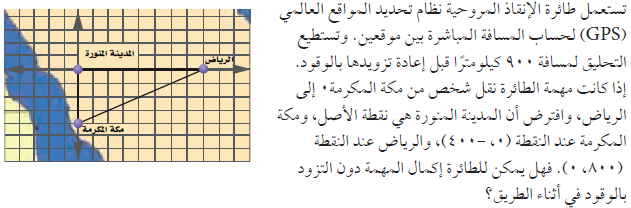 تستعمل طائرة الإنقاذ المروحية نظام تحديد المواقع العالمي
(GPS) لحساب المسافة المباشرة بين موقعين. وتستطيع
التحليق لمسافة ٩٠٠ كيلومترًا قبل إعادة تزويدها بالوقود.
إذا كانت مهمة الطائرة نقل شخص من مكة المكرمة إلى
الرياض، وافترض أن المدينة المنورة هي نقطة الأصل، ومكة
المكرمة عند النقطة (٠، -٤٠٠)، والرياض عند النقطة
(٨٠٠، ٠). فهل يمكن للطائرة إكمال المهمة دون التزود
بالوقود في أثناء الطريق؟
المدينة المنورة
الرياض
مكة المكرمة